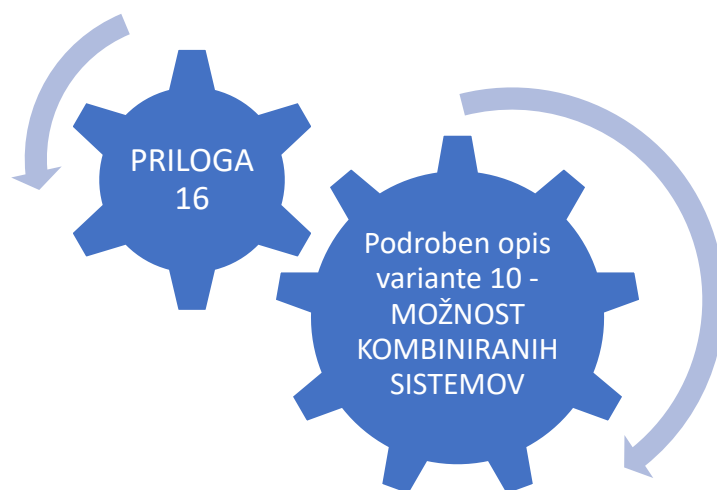 PRILOGA
16
Podroben opis
variante 10 -
MOŽNOST
KOMBINIRANIH
SISTEMOV